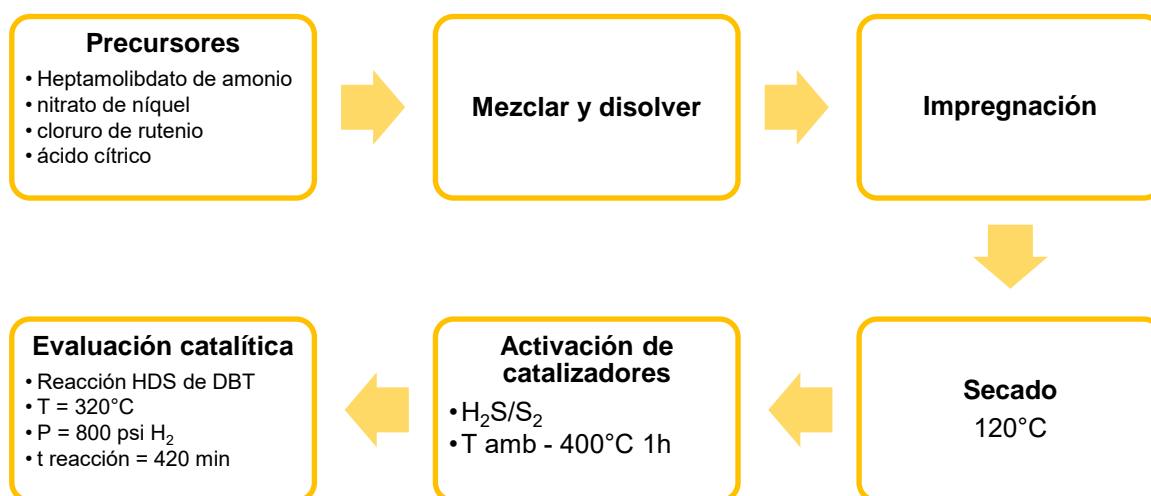 Precursores
• Heptamolibdato de amonio
• nitrato de níquel
• cloruro de rutenio
• ácido cítrico
Mezclar y disolver
Impregnación
Secado
120°C
Activación de
catalizadores
• H₂S/S₂
• T amb - 400°C 1h
Evaluación catalítica
• Reacción HDS de DBT
• T = 320°C
• P = 800 psi H₂
• t reacción = 420 min